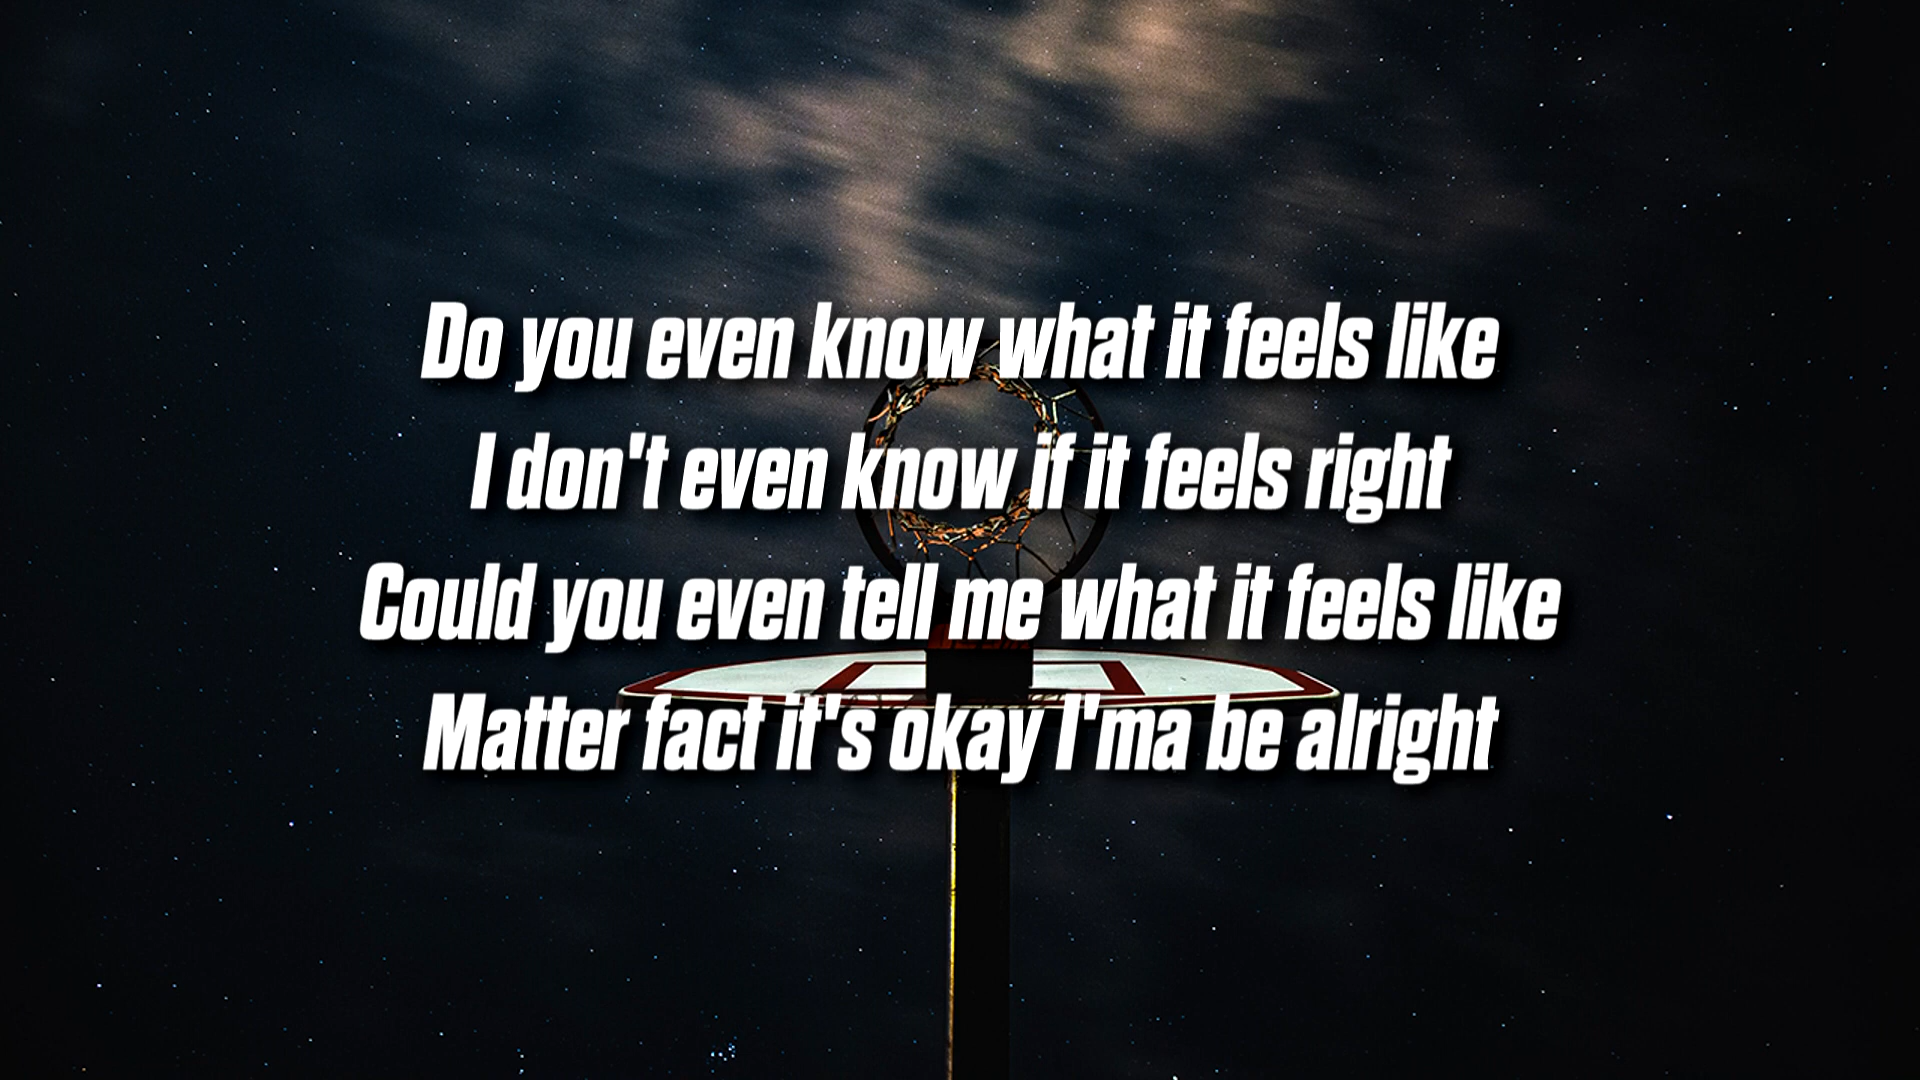 Do you even know what it feels like
I don't even know if it feels right
Could you even tell me what it feels like
Matter fact it's okay I'ma be alright